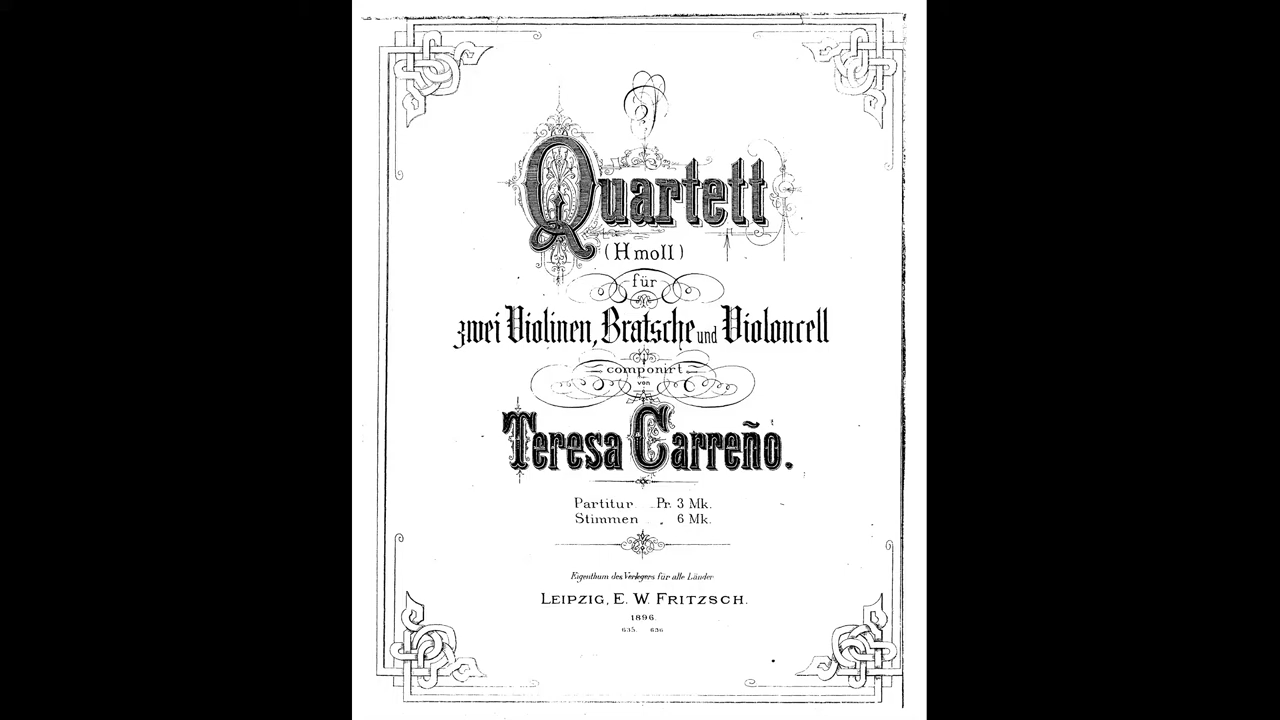 Quartett
(H moll)
für
zwei Violinen, Bratsche und Violoncell
componirt
von
Teresa Carreño.
Partitur Pr. 3 Mk.
Stimmen „ 6 Mk.
Eigenthum des Verlegers für alle Länder
LEIPZIG, E. W. FRITZSCH.
1896.
635. 636